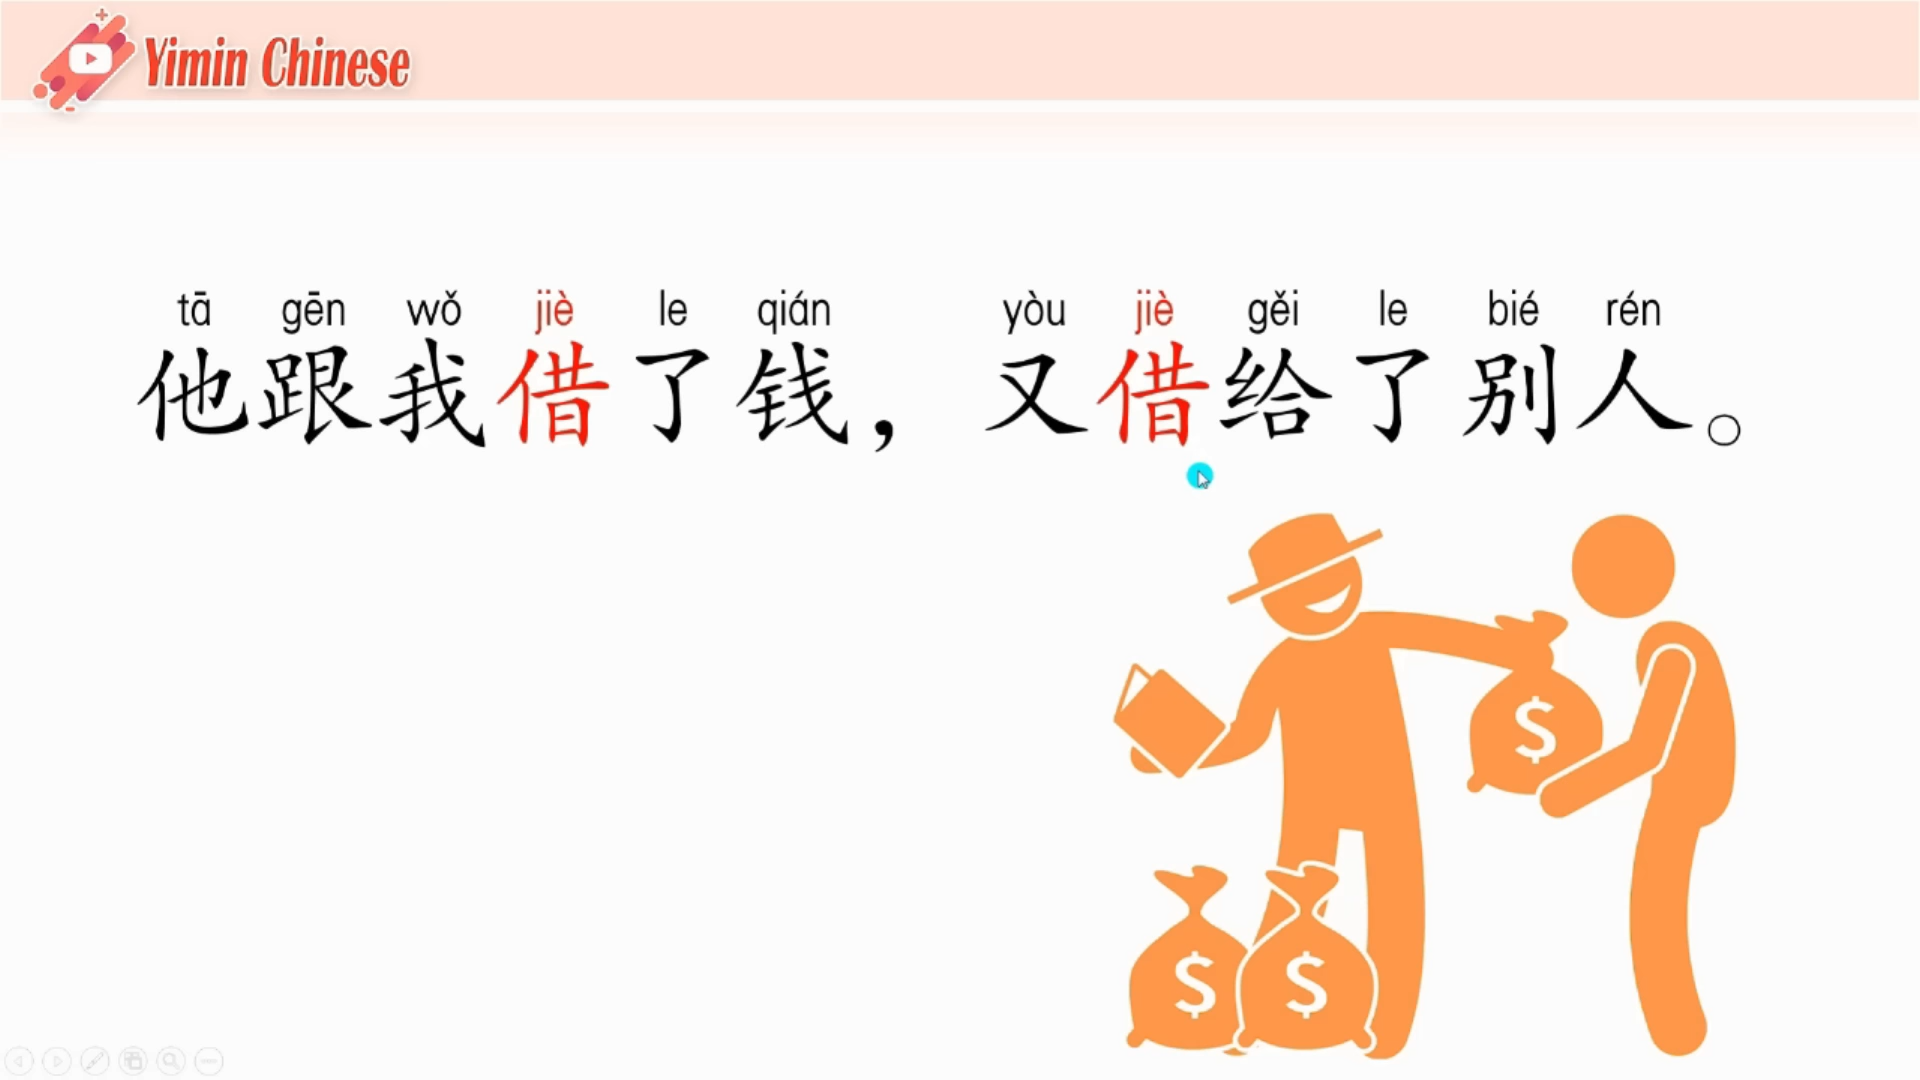 Yimin Chinese
tā gēn wǒ jiè le qián yòu jiè gěi le bié rén
他跟我借了钱，又借给了别人。
$
$ $